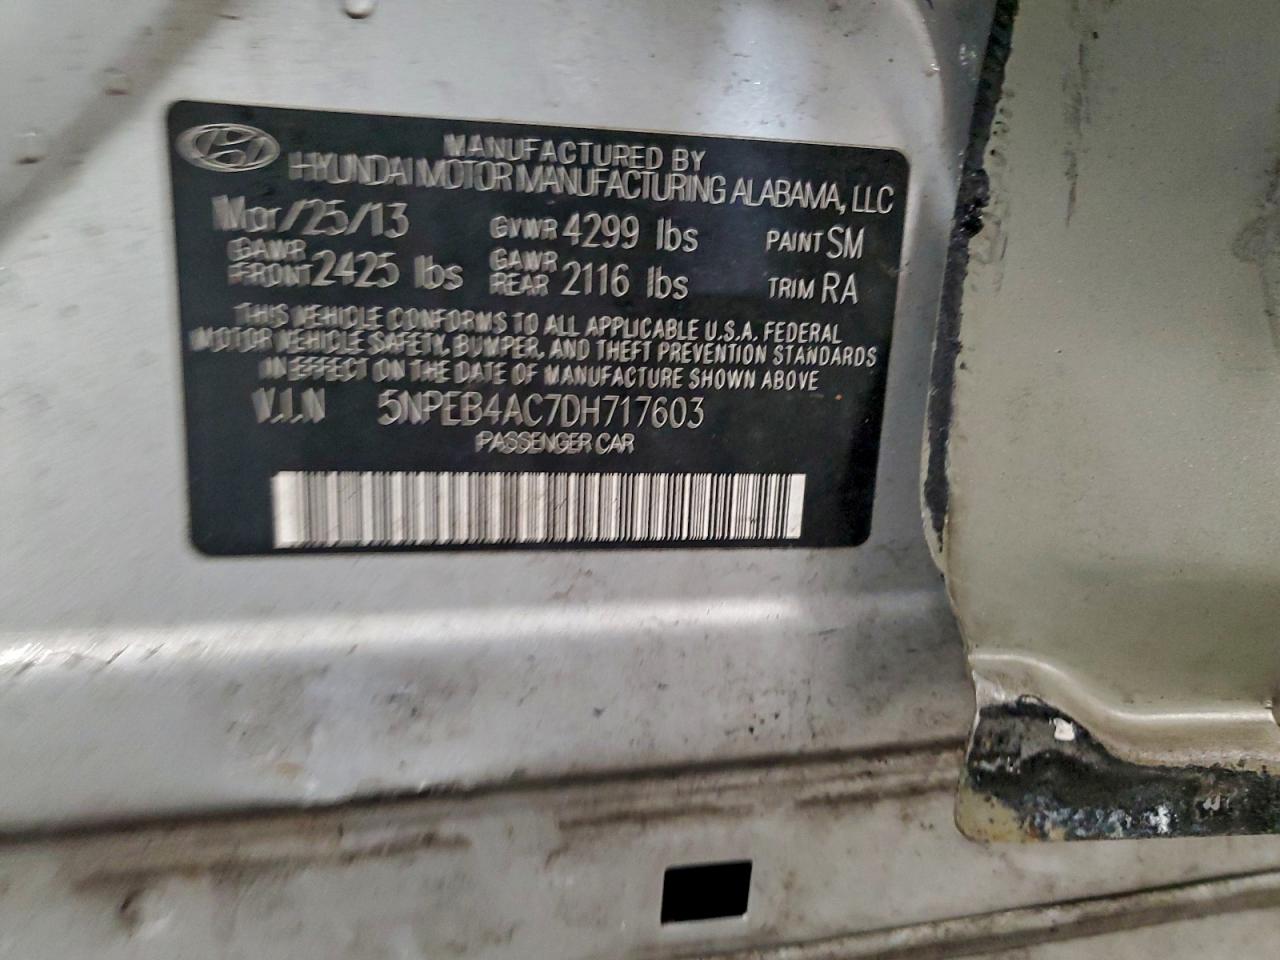 MANUFACTURED BY
HYUNDAI MOTOR MANUFACTURING ALABAMA, LLC
Mar/25/13 GVWR 4299 lbs PAINT SM
GAWR FRONT 2425 lbs GAWR REAR 2116 lbs TRIM RA
THIS VEHICLE CONFORMS TO ALL APPLICABLE U.S.A. FEDERAL
MOTOR VEHICLE SAFETY, BUMPER, AND THEFT PREVENTION STANDARDS
IN EFFECT ON THE DATE OF MANUFACTURE SHOWN ABOVE
V.I.N 5NPEB4AC7DH717603
PASSENGER CAR